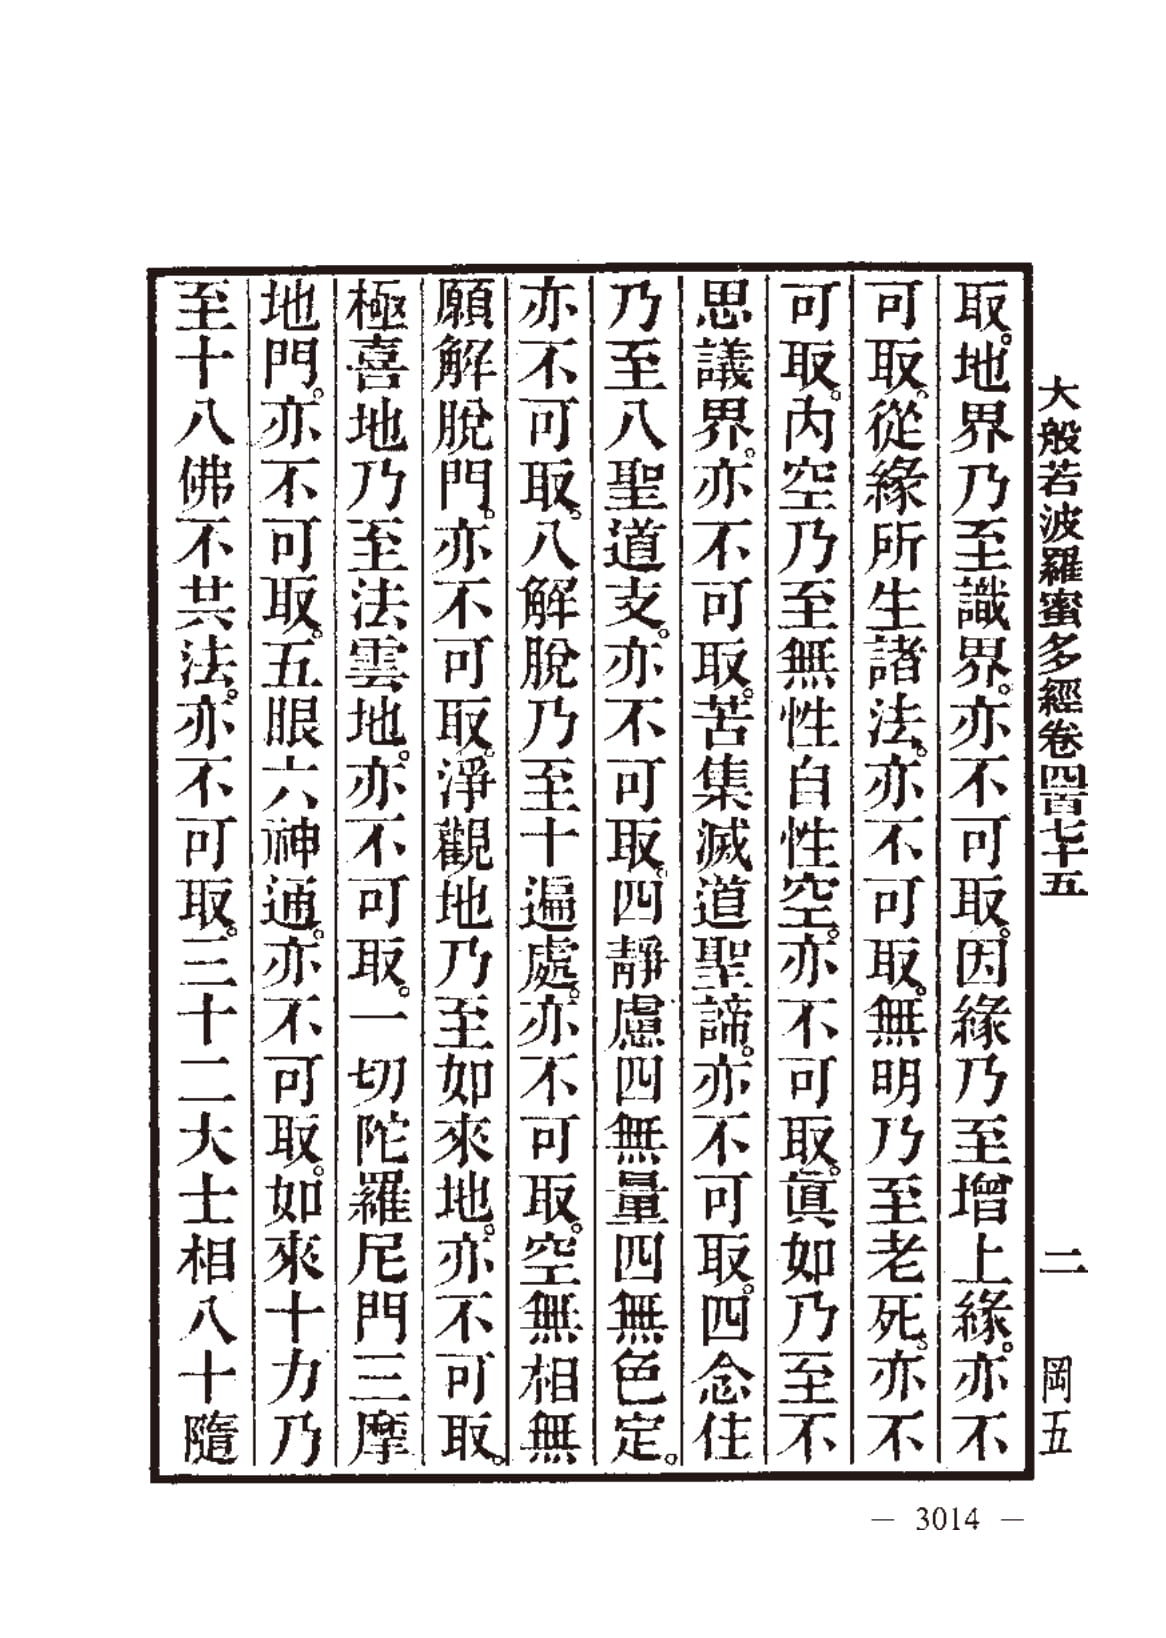 大般若波羅蜜多經卷四百七十五 二 岡五
取。地界乃至識界。亦不可取。因緣乃至增上緣。亦不
可取。從緣所生諸法。亦不可取。無明乃至老死。亦不
可取。內空乃至無性自性空。亦不可取。眞如乃至不
思議界。亦不可取。苦集滅道聖諦。亦不可取。四念住
乃至八聖道支。亦不可取。四靜慮四無量四無色定。
亦不可取。八解脫乃至十遍處。亦不可取。空無相無
願解脫門。亦不可取。淨觀地乃至如來地。亦不可取。
極喜地乃至法雲地。亦不可取。一切陀羅尼門三摩
地門。亦不可取。五眼六神通。亦不可取。如來十力乃
至十八佛不共法。亦不可取。三十二大士相八十隨
— 3014 —